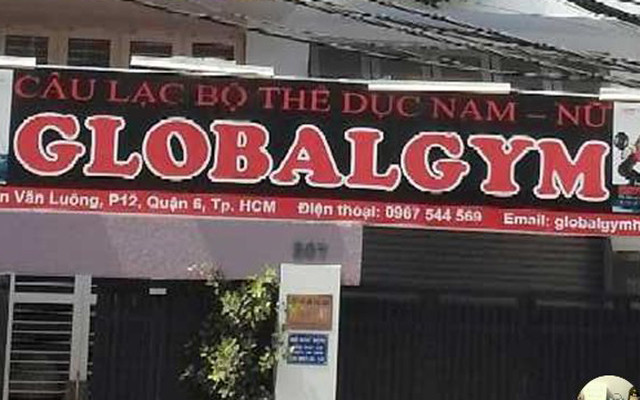 CÂU LẠC BỘ THỂ DỤC NAM – NỮ
GLOBALGYM
n Văn Luông, P12, Quận 6, Tp. HCM Điện thoại: 0967 544 569 Email: globalgymh
307